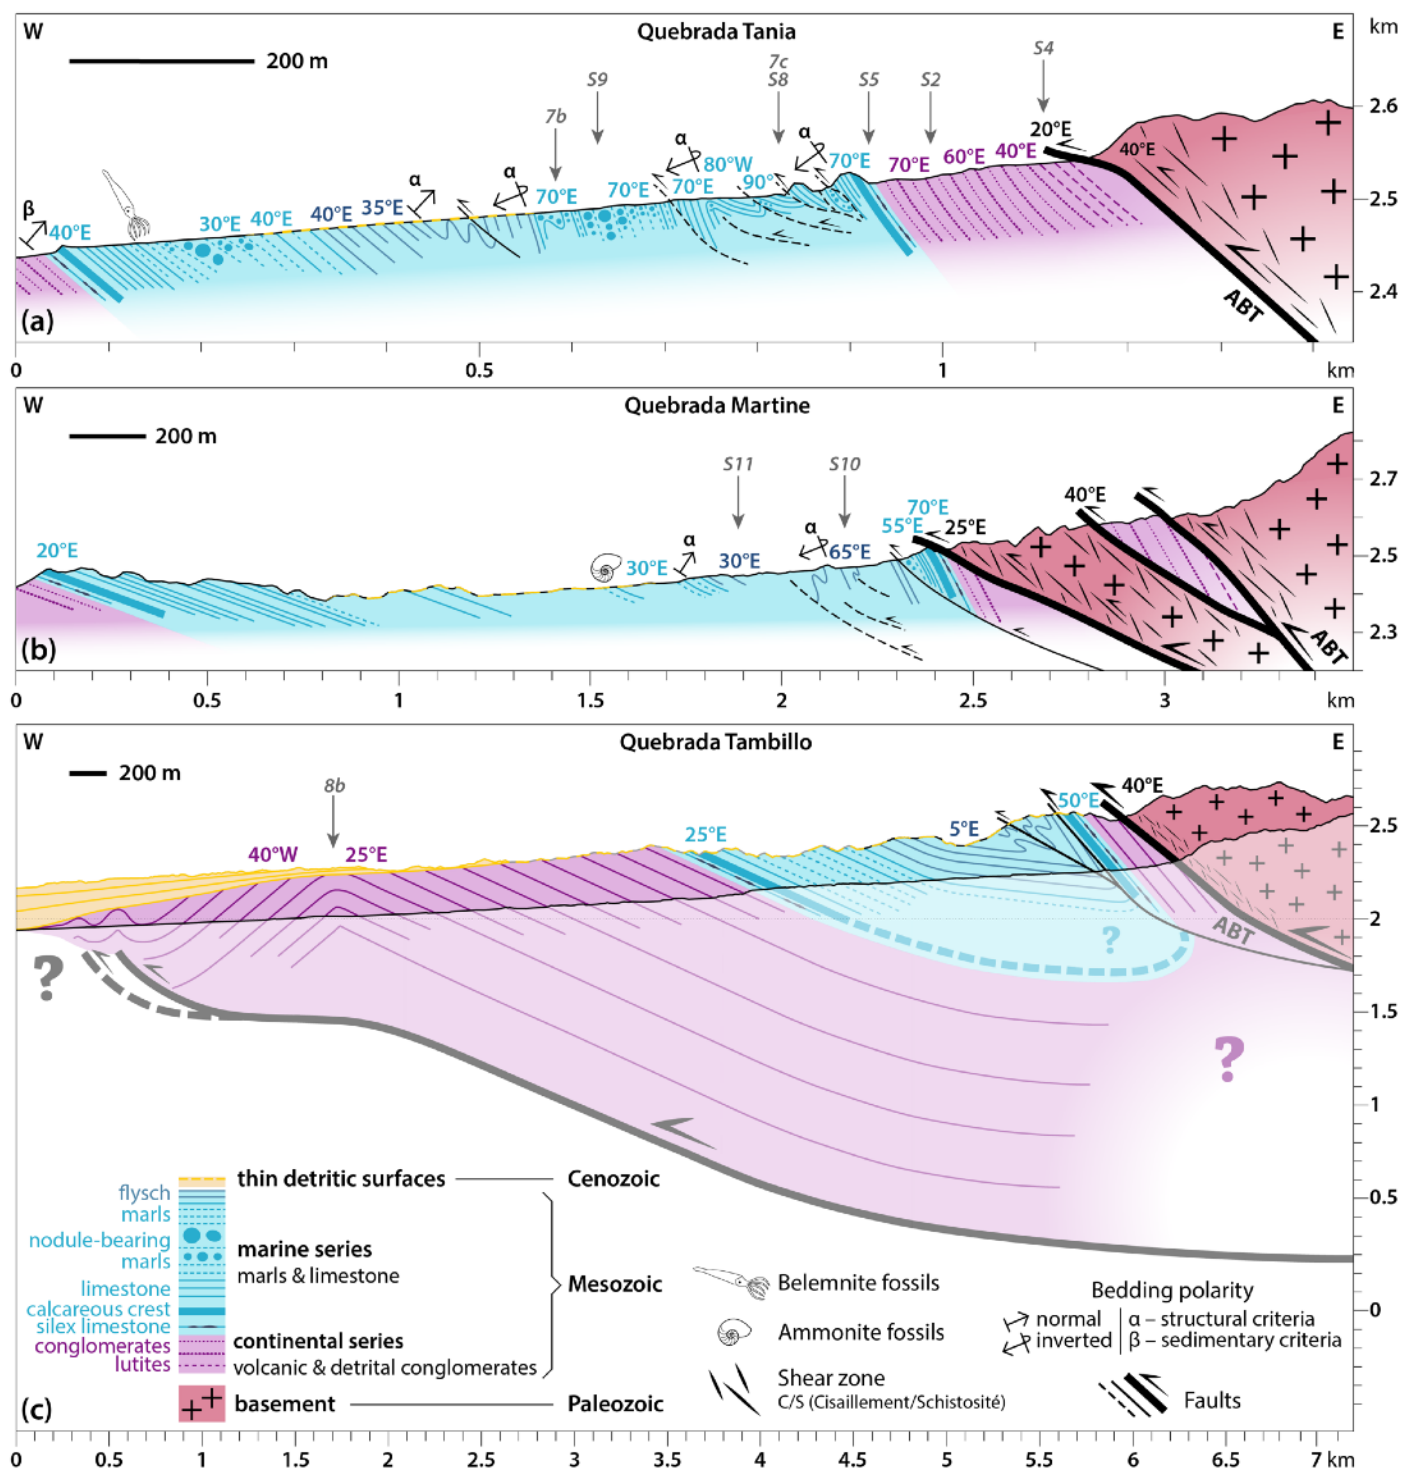 W
Quebrada Tania
E
km
200 m
S4
7c
S9
S8
S5
S2
7b
2.6
20°E
α
α
80°W
70°E
40°E
70°E
60°E
40°E
α
α
70°E
70°E
70°E
90°
2.5
β
40°E
30°E
40°E
40°E
35°E
2.4
ABT
(a)
0
0.5
1
km
W
Quebrada Martine
E
200 m
S11
S10
2.7
40°E
70°E
20°E
α
α
55°E
25°E
2.5
30°E
30°E
65°E
2.3
ABT
(b)
0
0.5
1
1.5
2
2.5
3
km
W
Quebrada Tambillo
E
200 m
8b
40°E
50°E
2.5
40°W
25°E
25°E
5°E
2
ABT
?
?
1.5
?
1
thin detritic surfaces
Cenozoic
flysch
marls
0.5
nodule-bearing
marls
marine series
marls & limestone
Mesozoic
limestone
calcareous crest
silex limestone
conglomerates
lutites
continental series
volcanic & detrital conglomerates
basement
Paleozoic
Belemnite fossils
Ammonite fossils
Shear zone
C/S (Cisaillement/Schistosité)
Bedding polarity
normal
α – structural criteria
inverted
β – sedimentary criteria
Faults
0
(c)
0
0.5
1
1.5
2
2.5
3
3.5
4
4.5
5
5.5
6
6.5
7 km